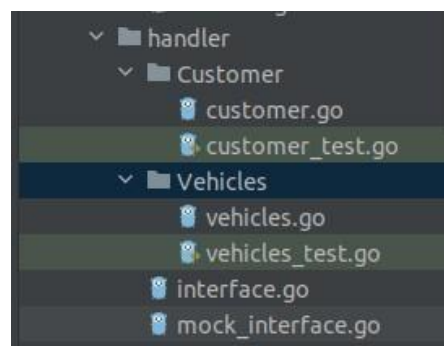 handler
Customer
customer.go
customer_test.go
Vehicles
vehicles.go
vehicles_test.go
interface.go
mock_interface.go